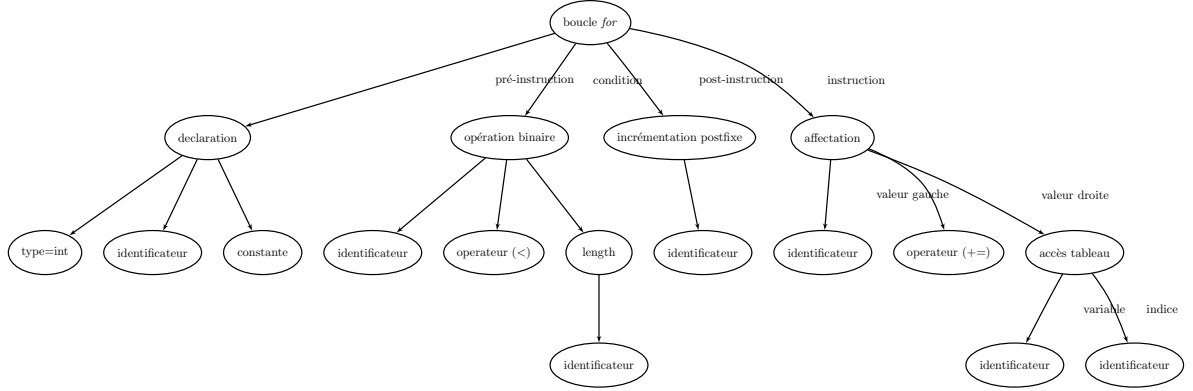 boucle for
pré-instruction condition post-instruction instruction
declaration opération binaire incrémentation postfixe affectation
valeur gauche valeur droite
type=int identificateur constante identificateur operateur (<) length identificateur identificateur operateur (+=) accès tableau
variable indice
identificateur identificateur identificateur